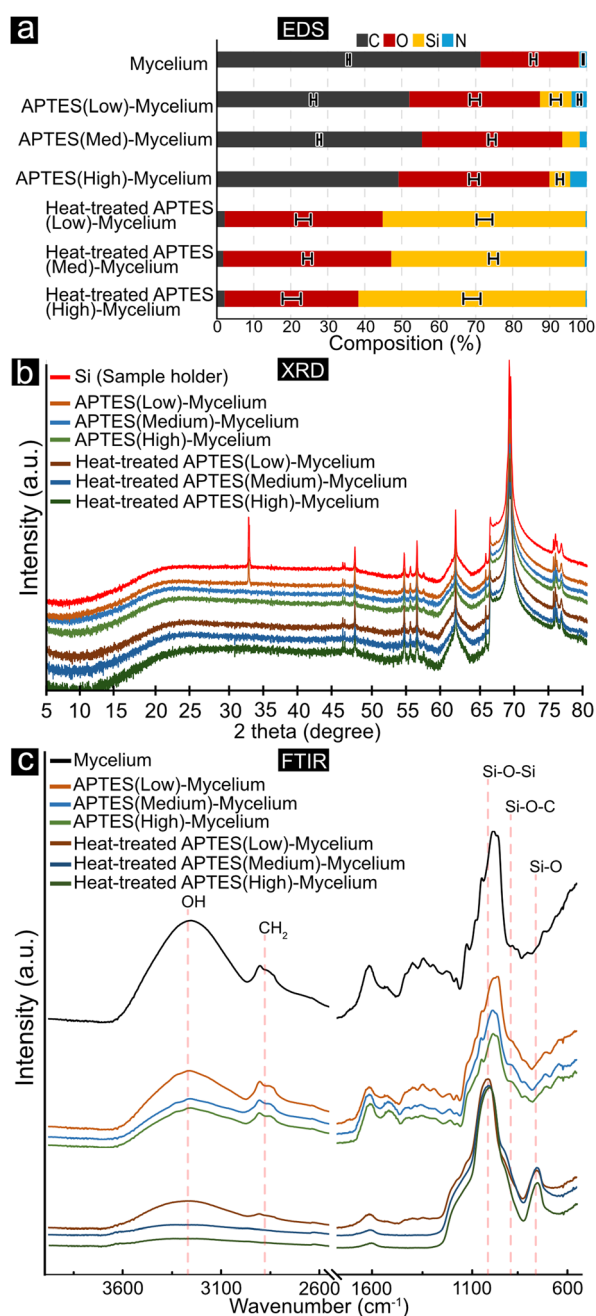 a
EDS
C O Si N
Mycelium
APTES(Low)-Mycelium
APTES(Med)-Mycelium
APTES(High)-Mycelium
Heat-treated APTES
(Low)-Mycelium
Heat-treated APTES
(Med)-Mycelium
Heat-treated APTES
(High)-Mycelium
0 10 20 30 40 50 60 70 80 90 100
Composition (%)
b
XRD
Si (Sample holder)
APTES(Low)-Mycelium
APTES(Medium)-Mycelium
APTES(High)-Mycelium
Heat-treated APTES(Low)-Mycelium
Heat-treated APTES(Medium)-Mycelium
Heat-treated APTES(High)-Mycelium
Intensity (a.u.)
5 15 20 25 30 35 40 45 50 55 60 65 70 75 80
2 theta (degree)
c
FTIR
Mycelium
APTES(Low)-Mycelium
APTES(Medium)-Mycelium
APTES(High)-Mycelium
Heat-treated APTES(Low)-Mycelium
Heat-treated APTES(Medium)-Mycelium
Heat-treated APTES(High)-Mycelium
Si-O-Si
Si-O-C
Si-O
OH
CH2
Intensity (a.u.)
3600 3100 2600 1600 1100 600
Wavenumber (cm-1)